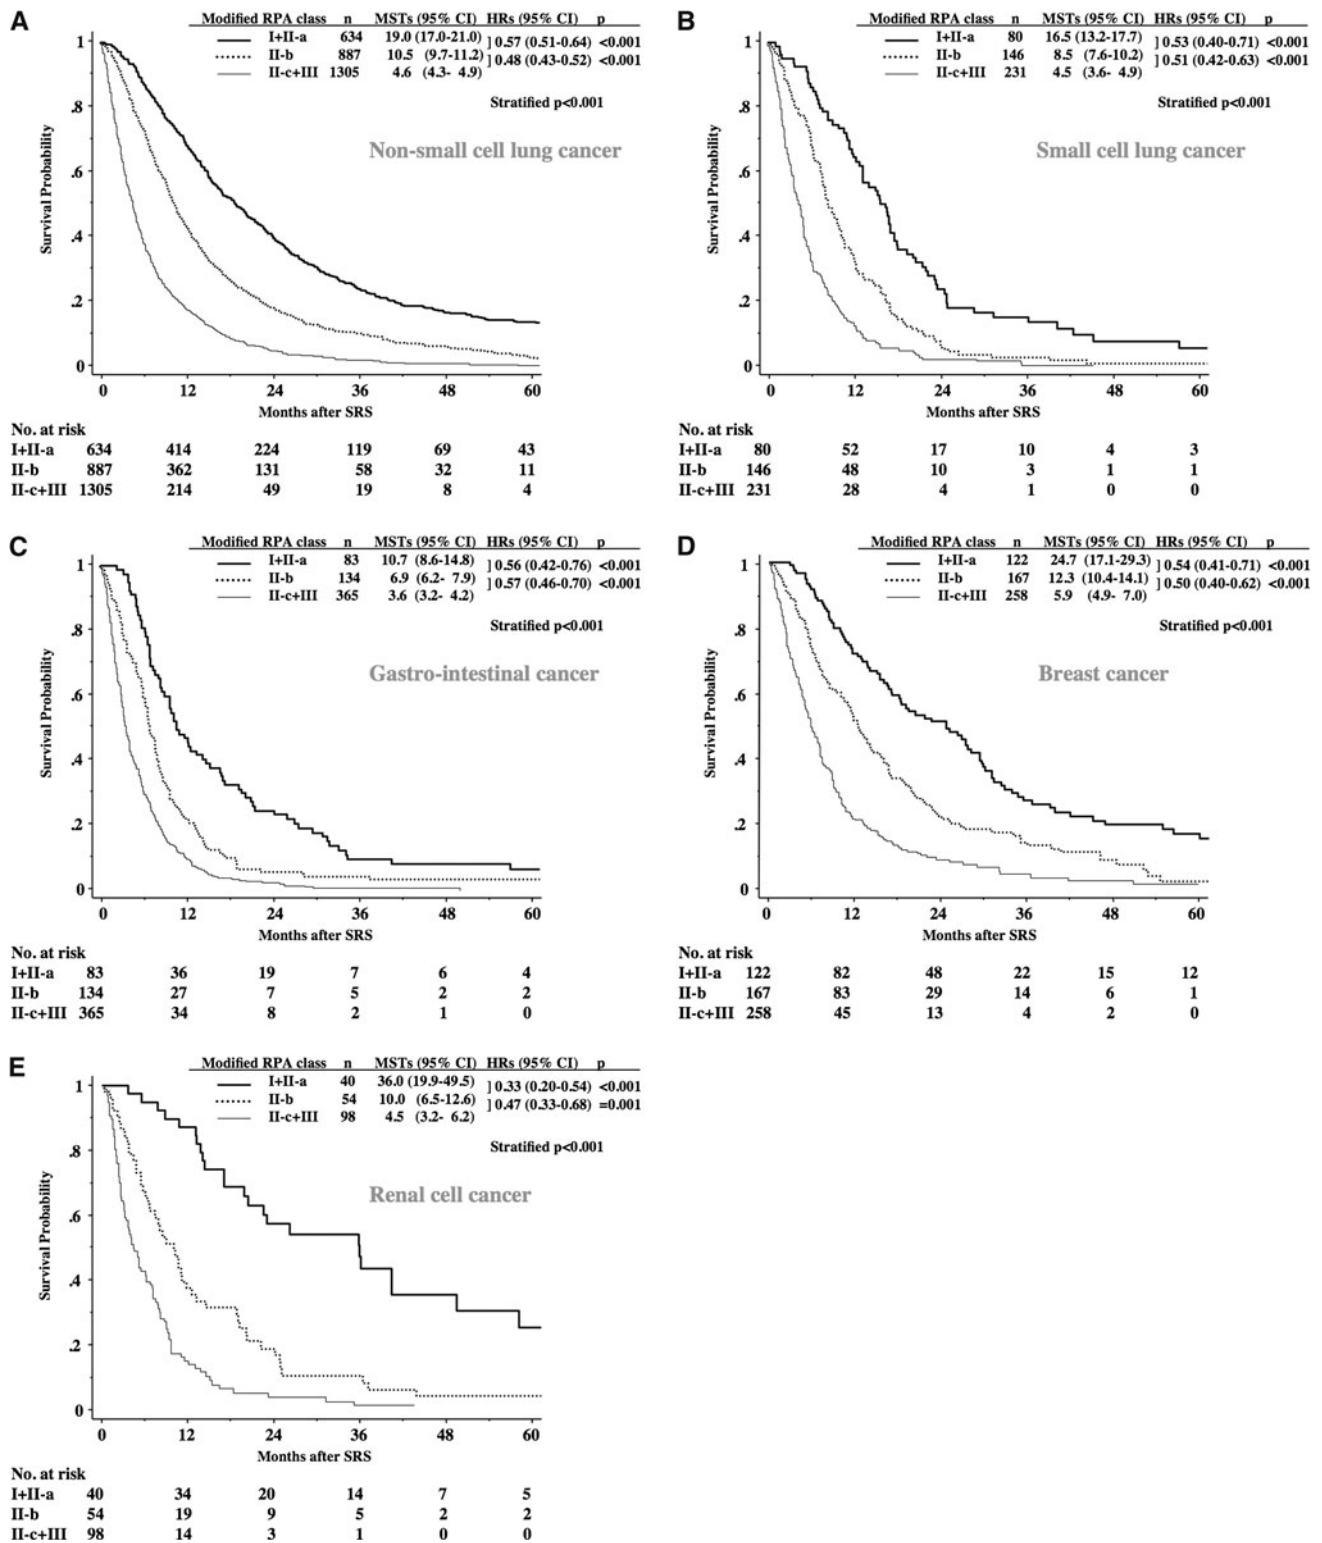 A
Modified RPA class n MSTs (95% CI) HRs (95% CI) p
I+II-a 634 19.0 (17.0-21.0) ] 0.57 (0.51-0.64) <0.001
II-b 887 10.5 (9.7-11.2) ] 0.48 (0.43-0.52) <0.001
II-c+III 1305 4.6 (4.3- 4.9)
Stratified p<0.001
Non-small cell lung cancer
Survival Probability
1
.8
.6
.4
.2
0
0 12 24 36 48 60
Months after SRS
No. at risk
I+II-a 634 414 224 119 69 43
II-b 887 362 131 58 32 11
II-c+III 1305 214 49 19 8 4
B
Modified RPA class n MSTs (95% CI) HRs (95% CI) p
I+II-a 80 16.5 (13.2-17.7) ] 0.53 (0.40-0.71) <0.001
II-b 146 8.5 (7.6-10.2) ] 0.51 (0.42-0.63) <0.001
II-c+III 231 4.5 (3.6- 4.9)
Stratified p<0.001
Small cell lung cancer
Survival Probability
1
.8
.6
.4
.2
0
0 12 24 36 48 60
Months after SRS
No. at risk
I+II-a 80 52 17 10 4 3
II-b 146 48 10 3 1 1
II-c+III 231 28 4 1 0 0
C
Modified RPA class n MSTs (95% CI) HRs (95% CI) p
I+II-a 83 10.7 (8.6-14.8) ] 0.56 (0.42-0.76) <0.001
II-b 134 6.9 (6.2- 7.9) ] 0.57 (0.46-0.70) <0.001
II-c+III 365 3.6 (3.2- 4.2)
Stratified p<0.001
Gastro-intestinal cancer
Survival Probability
1
.8
.6
.4
.2
0
0 12 24 36 48 60
Months after SRS
No. at risk
I+II-a 83 36 19 7 6 4
II-b 134 27 7 5 2 2
II-c+III 365 34 8 2 1 0
D
Modified RPA class n MSTs (95% CI) HRs (95% CI) p
I+II-a 122 24.7 (17.1-29.3) ] 0.54 (0.41-0.71) <0.001
II-b 167 12.3 (10.4-14.1) ] 0.50 (0.40-0.62) <0.001
II-c+III 258 5.9 (4.9- 7.0)
Stratified p<0.001
Breast cancer
Survival Probability
1
.8
.6
.4
.2
0
0 12 24 36 48 60
Months after SRS
No. at risk
I+II-a 122 82 48 22 15 12
II-b 167 83 29 14 6 1
II-c+III 258 45 13 4 2 0
E
Modified RPA class n MSTs (95% CI) HRs (95% CI) p
I+II-a 40 36.0 (19.9-49.5) ] 0.33 (0.20-0.54) <0.001
II-b 54 10.0 (6.5-12.6) ] 0.47 (0.33-0.68) =0.001
II-c+III 98 4.5 (3.2- 6.2)
Stratified p<0.001
Renal cell cancer
Survival Probability
1
.8
.6
.4
.2
0
0 12 24 36 48 60
Months after SRS
No. at risk
I+II-a 40 34 20 14 7 5
II-b 54 19 9 5 2 2
II-c+III 98 14 3 1 0 0